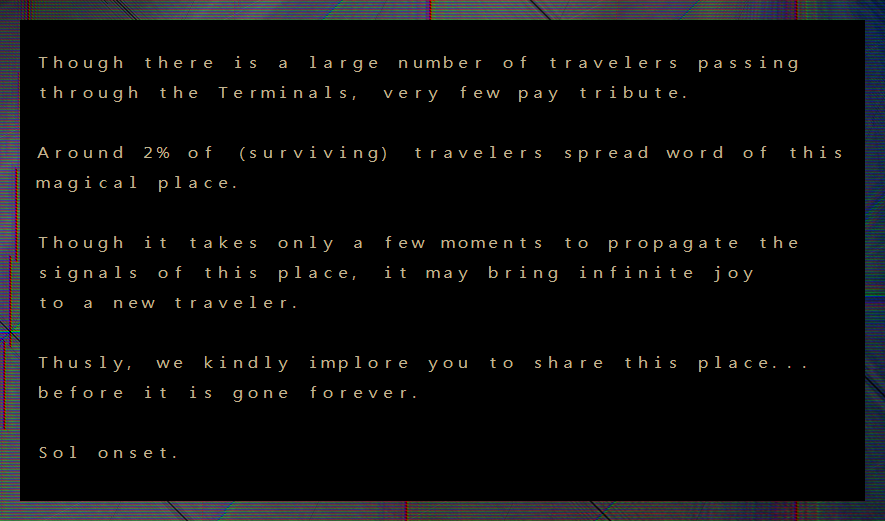 Though there is a large number of travelers passing
through the Terminals, very few pay tribute.
Around 2% of (surviving) travelers spread word of this
magical place.
Though it takes only a few moments to propagate the
signals of this place, it may bring infinite joy
to a new traveler.
Thusly, we kindly implore you to share this place...
before it is gone forever.
Sol onset.